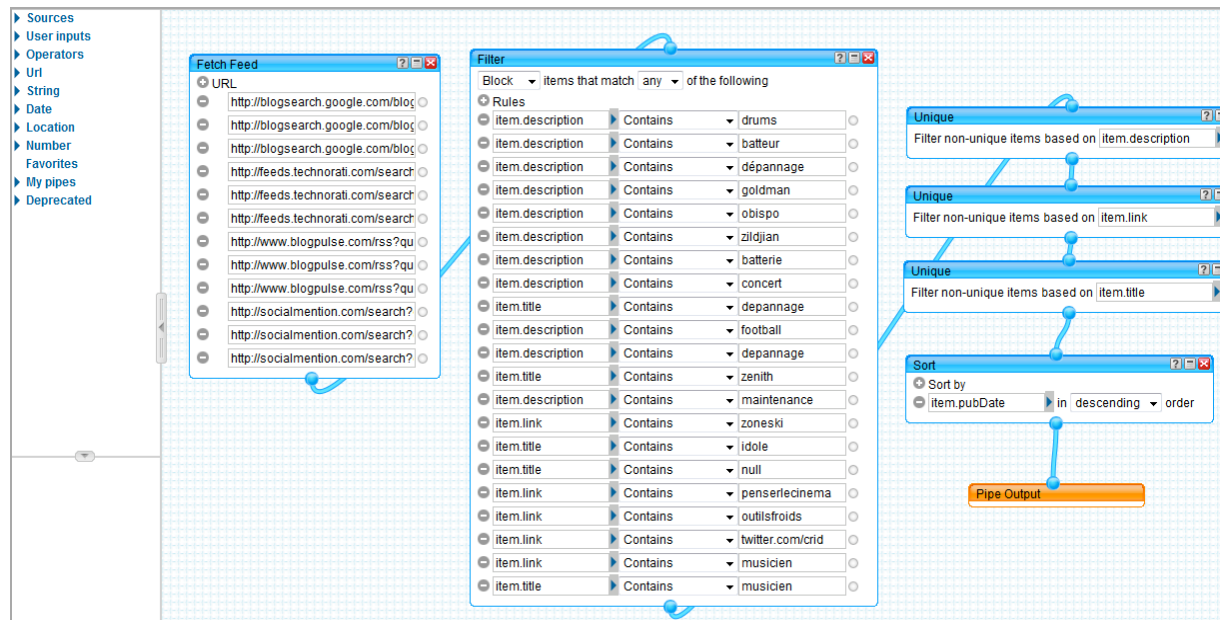 Sources
User inputs
Operators
Url
String
Date
Location
Number
Favorites
My pipes
Deprecated
Fetch Feed
URL
http://blogsearch.google.com/blog
http://blogsearch.google.com/blog
http://blogsearch.google.com/blog
http://feeds.technorati.com/search
http://feeds.technorati.com/search
http://feeds.technorati.com/search
http://www.blogpulse.com/rss?qu
http://www.blogpulse.com/rss?qu
http://www.blogpulse.com/rss?qu
http://socialmention.com/search?
http://socialmention.com/search?
http://socialmention.com/search?
Filter
Block items that match any of the following
Rules
item.description Contains drums
item.description Contains batteur
item.description Contains dépannage
item.description Contains goldman
item.description Contains obispo
item.description Contains zildjian
item.description Contains batterie
item.description Contains concert
item.title Contains depannage
item.description Contains football
item.description Contains depannage
item.title Contains zenith
item.description Contains maintenance
item.link Contains zoneski
item.title Contains idole
item.title Contains null
item.link Contains penserlecinema
item.link Contains outilsfroids
item.link Contains twitter.com/crid
item.link Contains musicien
item.title Contains musicien
Unique
Filter non-unique items based on item.description
Unique
Filter non-unique items based on item.link
Unique
Filter non-unique items based on item.title
Sort
Sort by
item.pubDate in descending order
Pipe Output